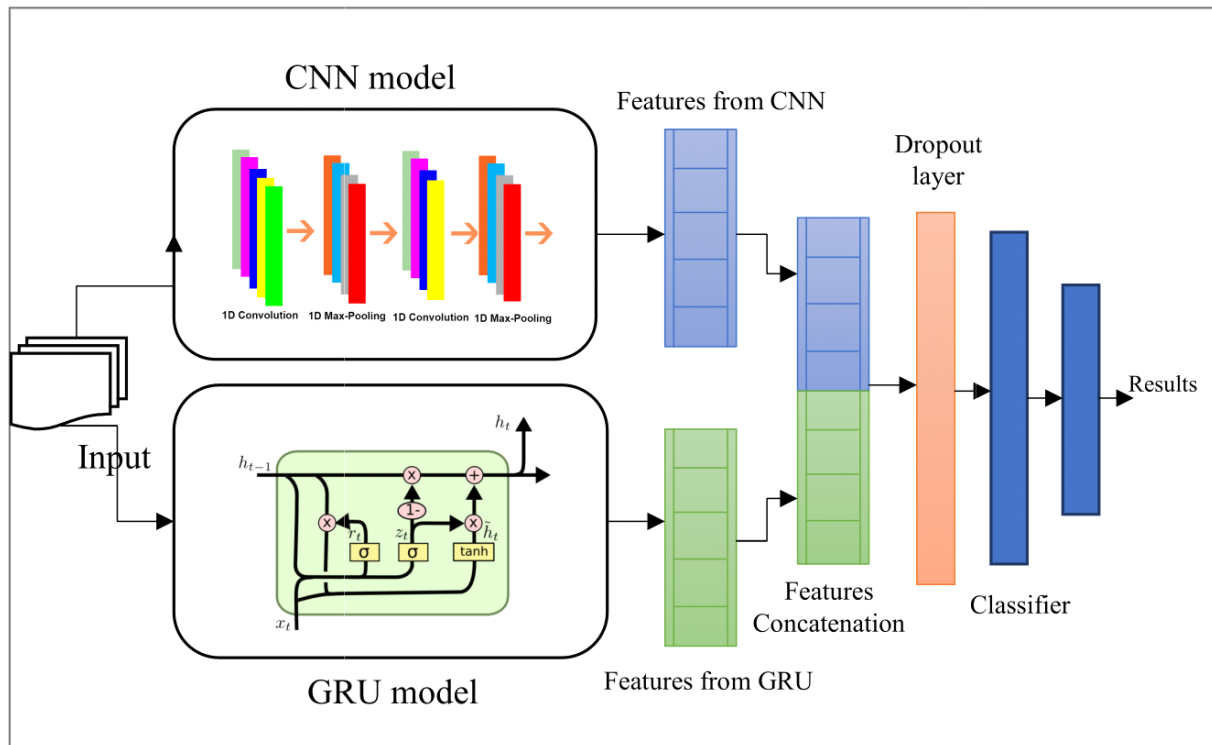 CNN model
1D Convolution
1D Max-Pooling
1D Convolution
1D Max-Pooling
Input
h_{t-1}
h_t
x
+
1-
x
x
r_t
z_t
h̃_t
σ
σ
tanh
x_t
GRU model
Features from CNN
Features from GRU
Features
Concatenation
Dropout
layer
Classifier
Results